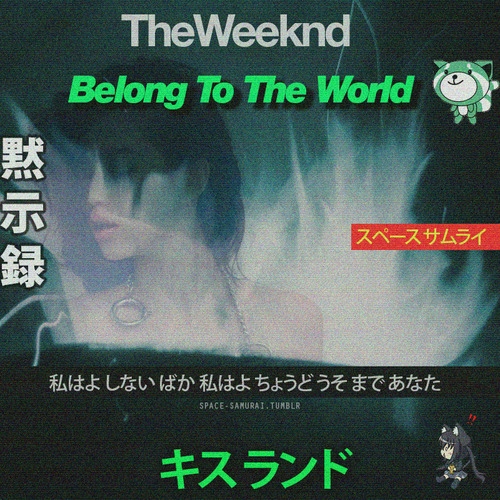 TheWeeknd
Belong To The World
黙示録
スペースサムライ
私はよ しない ばか 私はよ ちょうど うそ まで あなた
SPACE-SAMURAI.TUMBLR
キスランド